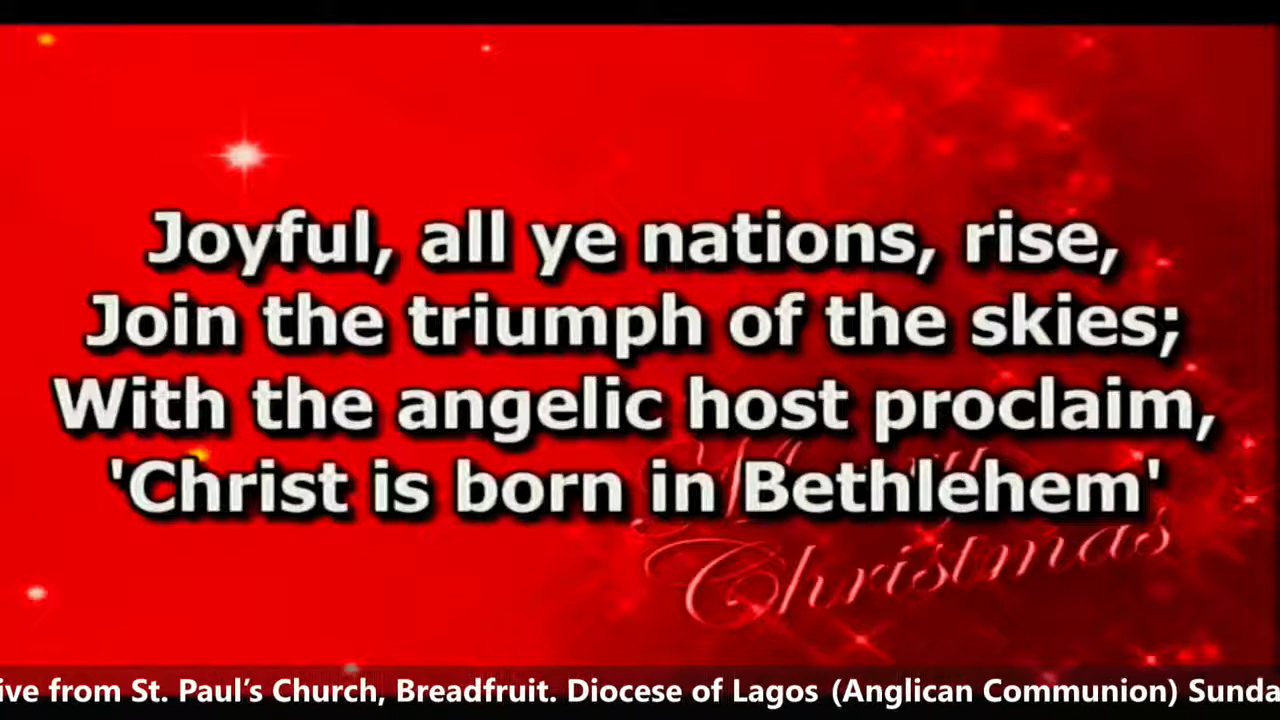 Joyful, all ye nations, rise,
Join the triumph of the skies;
With the angelic host proclaim,
'Christ is born in Bethlehem'
Merry
Christmas
ive from St. Paul’s Church, Breadfruit. Diocese of Lagos (Anglican Communion) Sunda